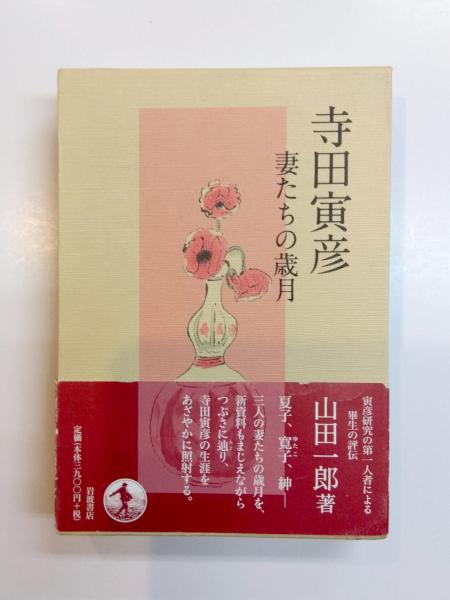 寺田寅彦
妻たちの歳月
寅彦研究の第一人者による
畢生の評伝
山田一郎著
夏子、寛子、紳――
ゆたこ
三人の妻たちの歳月を、
新資料もまじえながら
つぶさに辿り、
寺田寅彦の生涯を
あざやかに照射する。
岩波書店
定価(本体三九〇〇円+税)